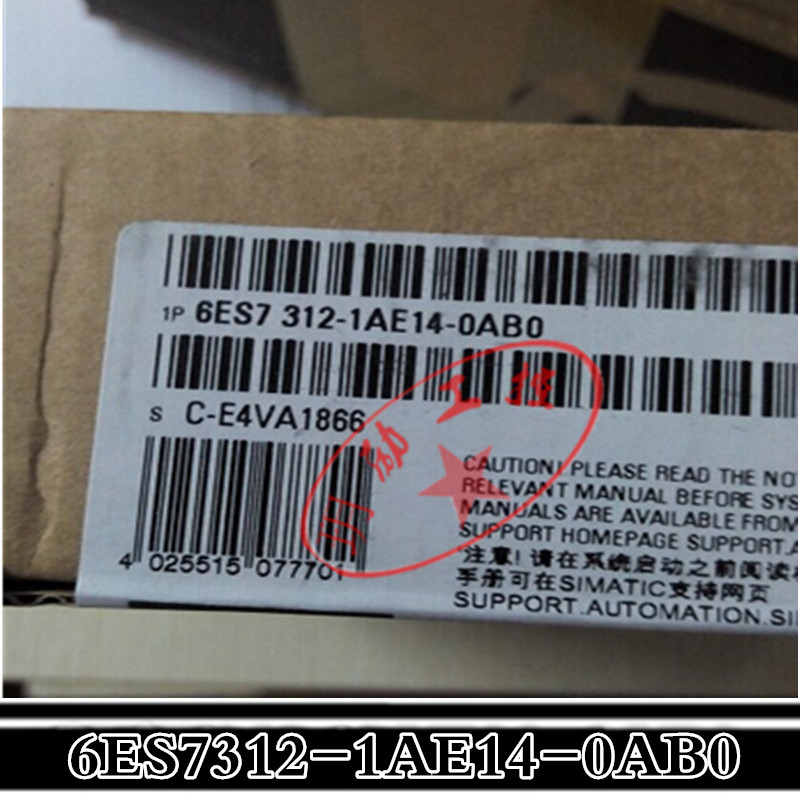 1P 6ES7 312-1AE14-0AB0
S C-E4VA1866
4 025515 077701
CAUTION! PLEASE READ THE NO
RELEVANT MANUAL BEFORE SYS
MANUALS ARE AVAILABLE FROM
SUPPORT HOMEPAGE SUPPORT.A
注意! 请在系统启动之前阅读
手册可在SIMATIC支持网页
SUPPORT.AUTOMATION.SI
工控
6ES7312-1AE14-0AB0